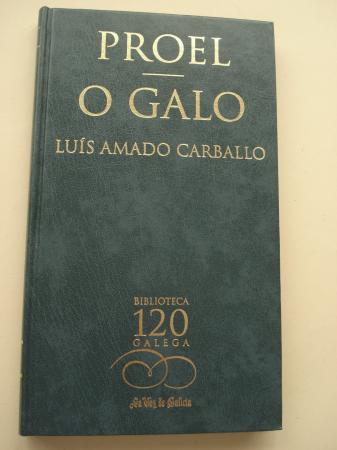 PROEL
O GALO
LUÍS AMADO CARBALLO
BIBLIOTECA
120
GALEGA
La Voz de Galicia